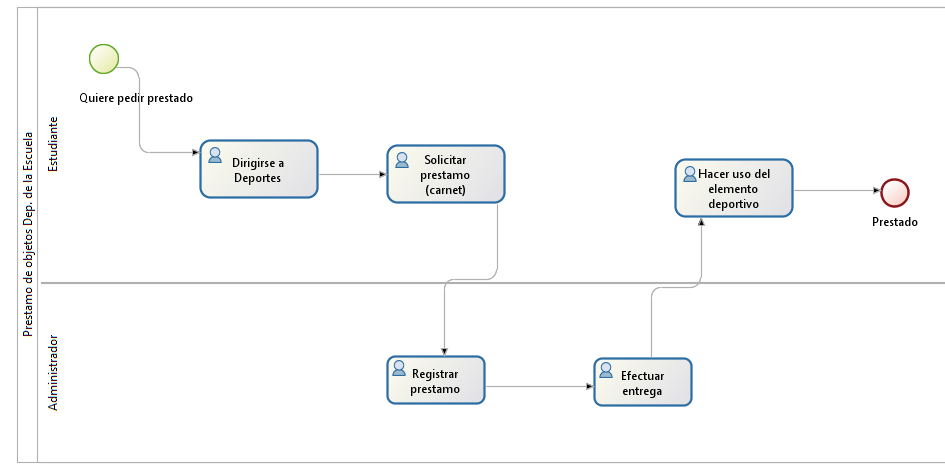 Prestamo de objetos Dep. de la Escuela
Estudiante
Quiere pedir prestado
Dirigirse a
Deportes
Solicitar
prestamo
(carnet)
Hacer uso del
elemento
deportivo
Prestado
Administrador
Registrar
prestamo
Efectuar
entrega